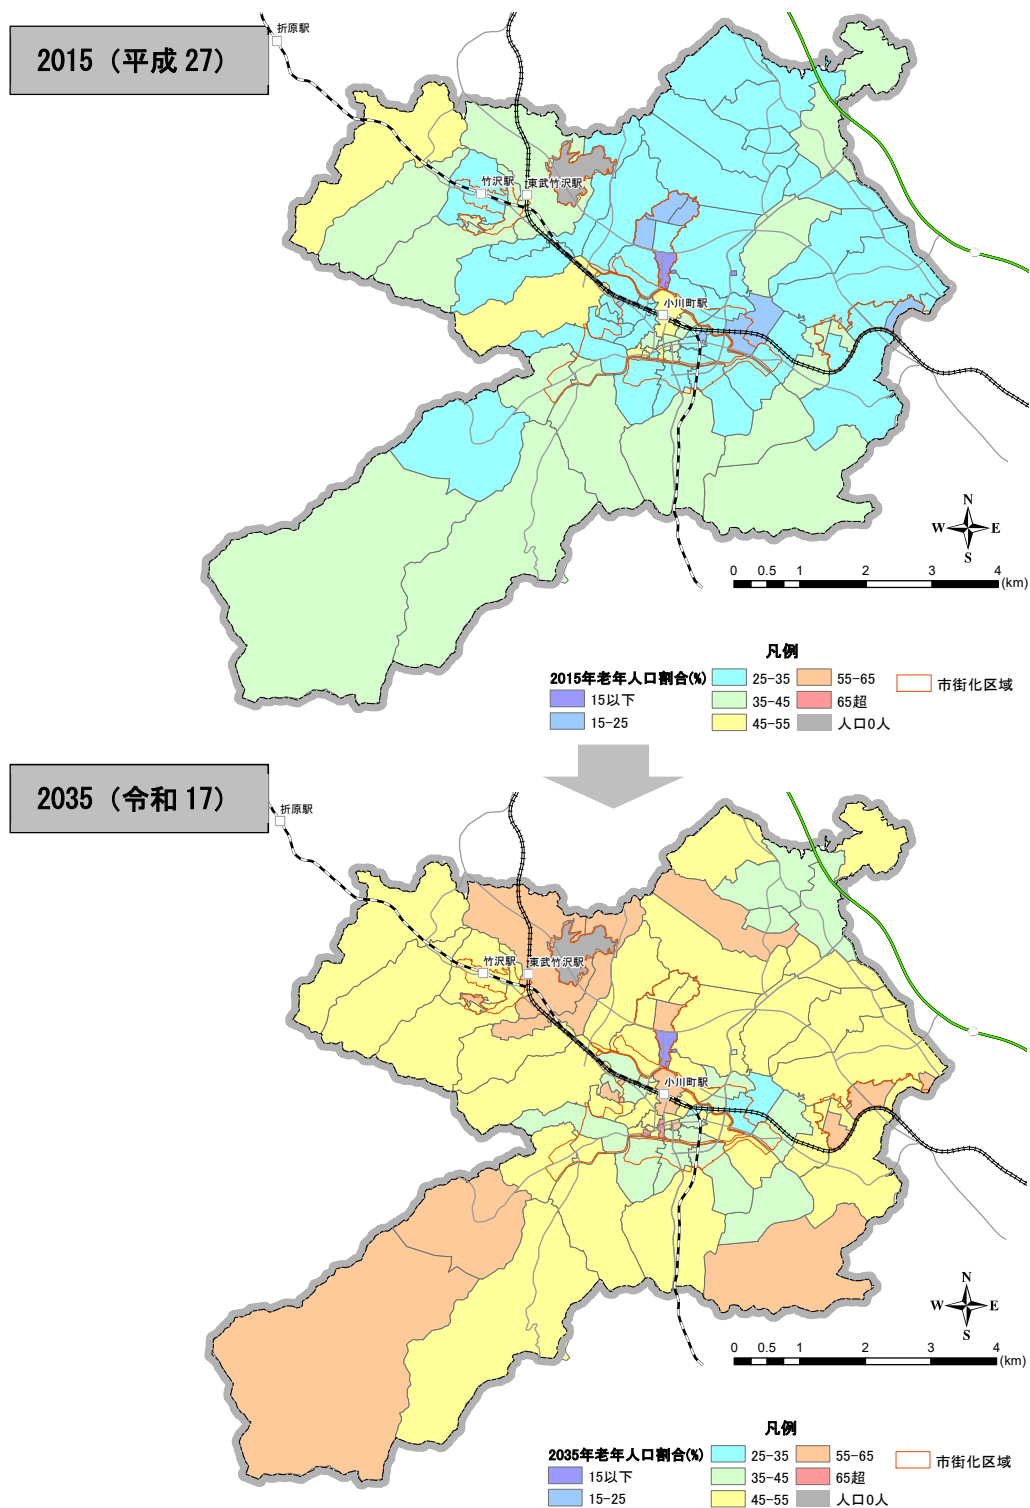 2015（平成 27）
折原駅
竹沢駅
東武竹沢駅
小川町駅
N
W
E
S
0 0.5 1 2 3 4
(km)
凡例
2015年老年人口割合(%)
15以下
15-25
25-35
35-45
45-55
55-65
65超
人口0人
市街化区域
2035（令和 17）
折原駅
竹沢駅
東武竹沢駅
小川町駅
N
W
E
S
0 0.5 1 2 3 4
(km)
凡例
2035年老年人口割合(%)
15以下
15-25
25-35
35-45
45-55
55-65
65超
人口0人
市街化区域